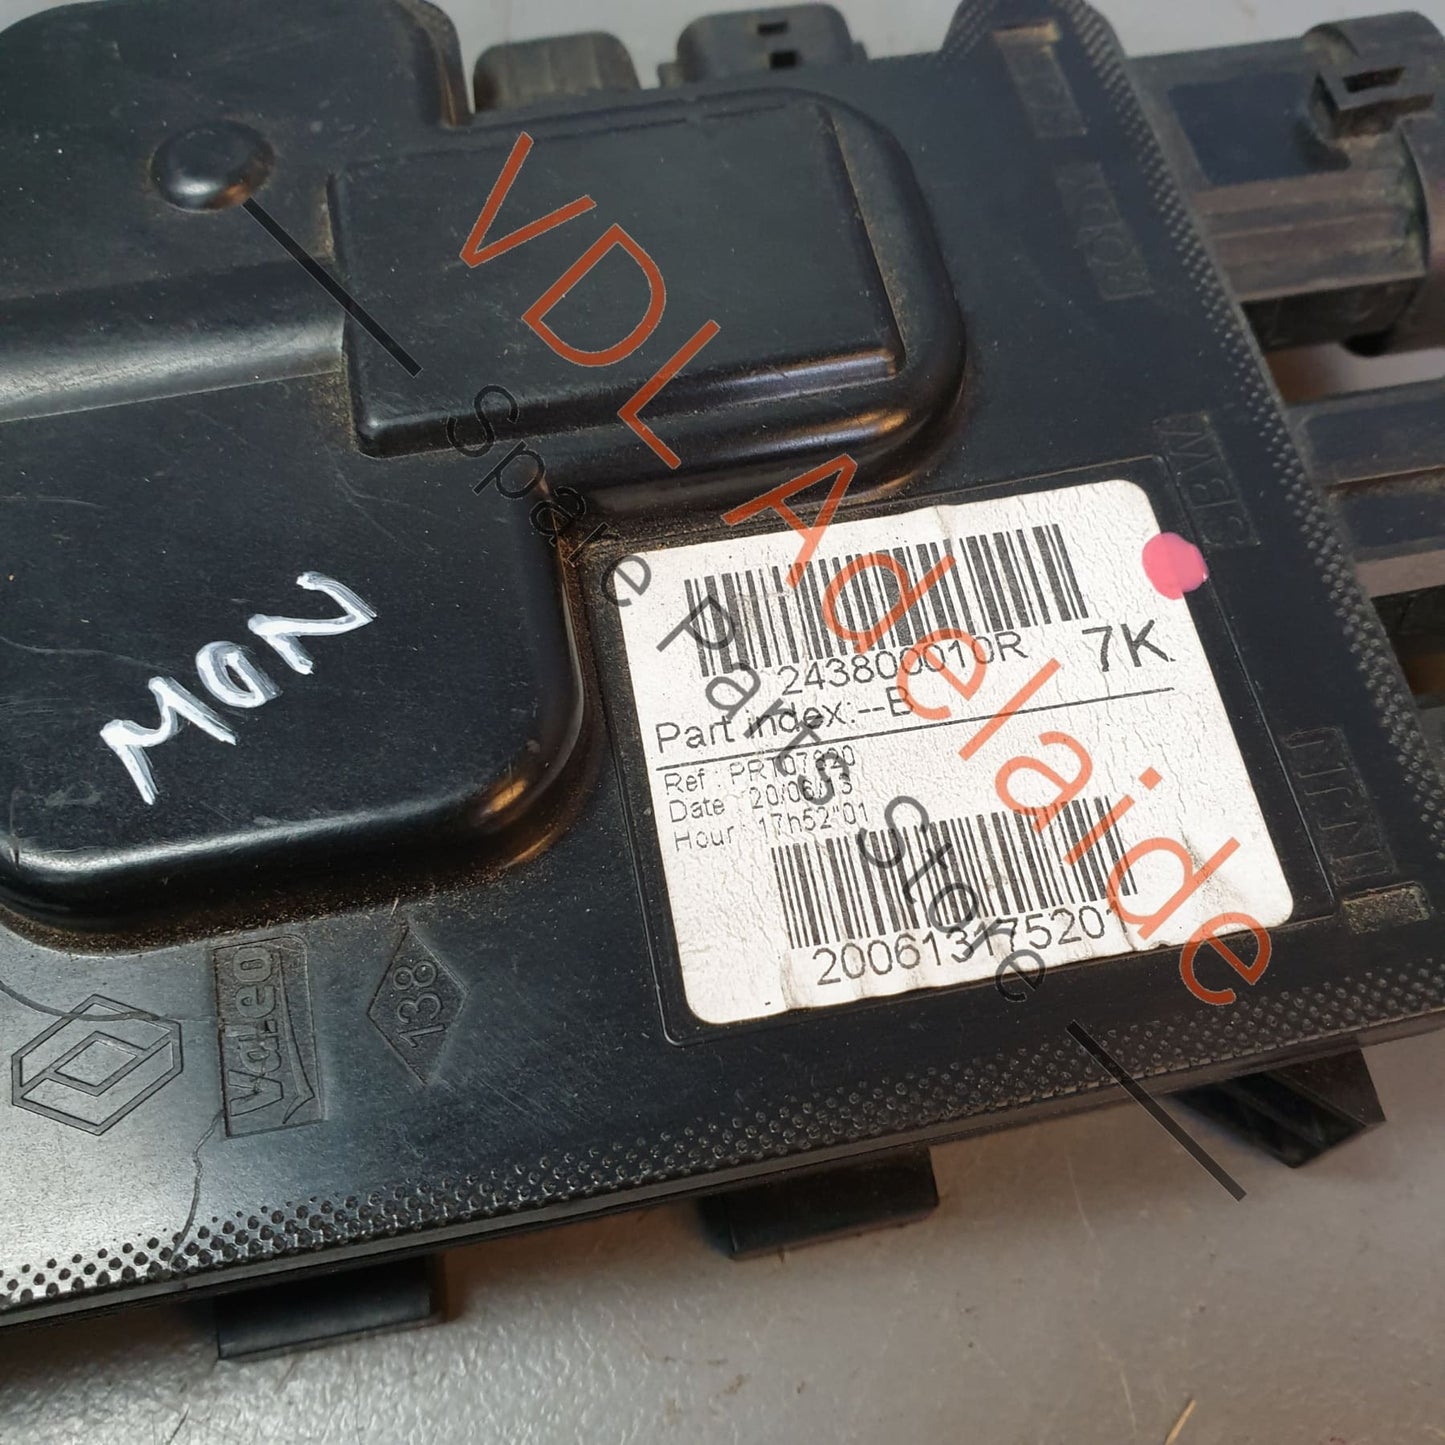 VDL Adelaide
Spare Parts Store
MON
243800010R 7K
Part index:--B
Ref : PRT07820
Date : 20/06/13
Hour : 17h52"01
200613175201
Valeo
138